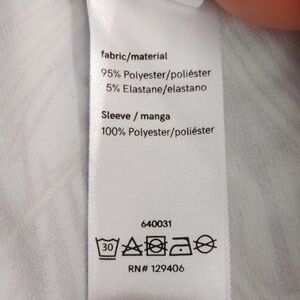 fabric/material
95% Polyester/poliéster
5% Elastane/elastano
Sleeve / manga
100% Polyester/poliéster
640031
30
RN# 129406